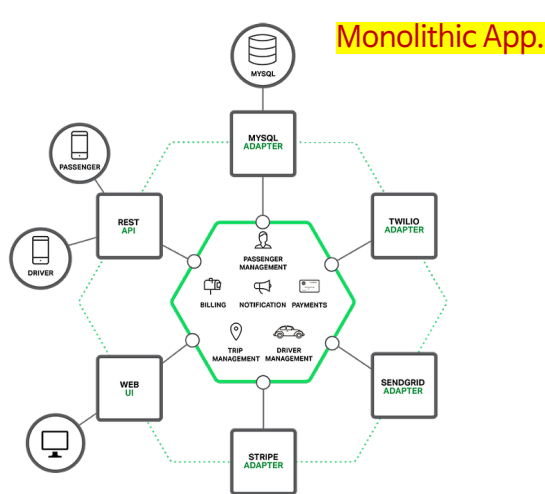 Monolithic App.
MYSQL
MYSQL
ADAPTER
PASSENGER
REST
API
TWILIO
ADAPTER
DRIVER
PASSENGER
MANAGEMENT
BILLING
NOTIFICATION
PAYMENTS
TRIP
MANAGEMENT
DRIVER
MANAGEMENT
WEB
UI
SENDGRID
ADAPTER
STRIPE
ADAPTER